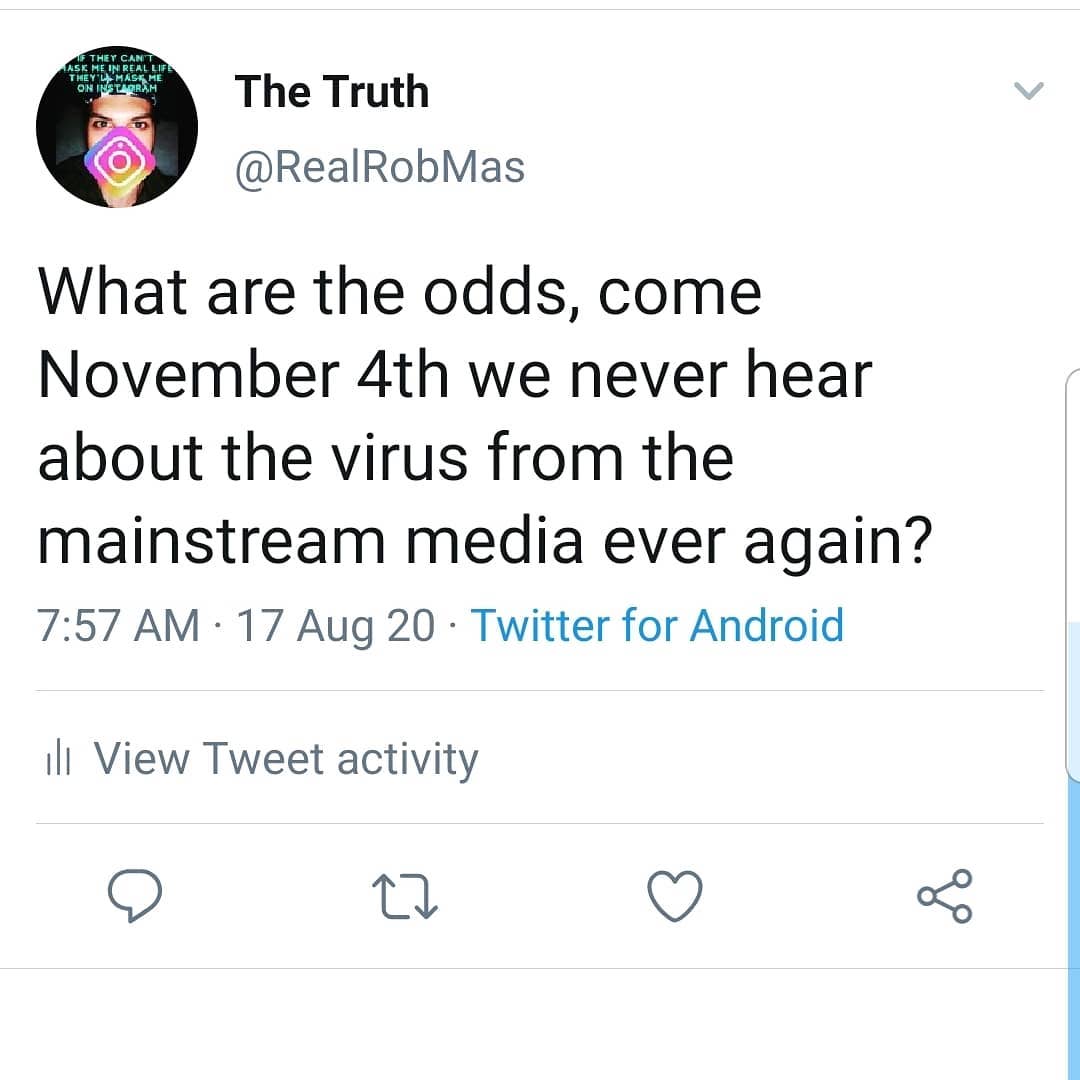 IF THEY CAN'T
MASK ME IN REAL LIFE
THEY'LL MASK ME
ON INSTAGRAM
The Truth
@RealRobMas
What are the odds, come
November 4th we never hear
about the virus from the
mainstream media ever again?
7:57 AM · 17 Aug 20 · Twitter for Android
View Tweet activity